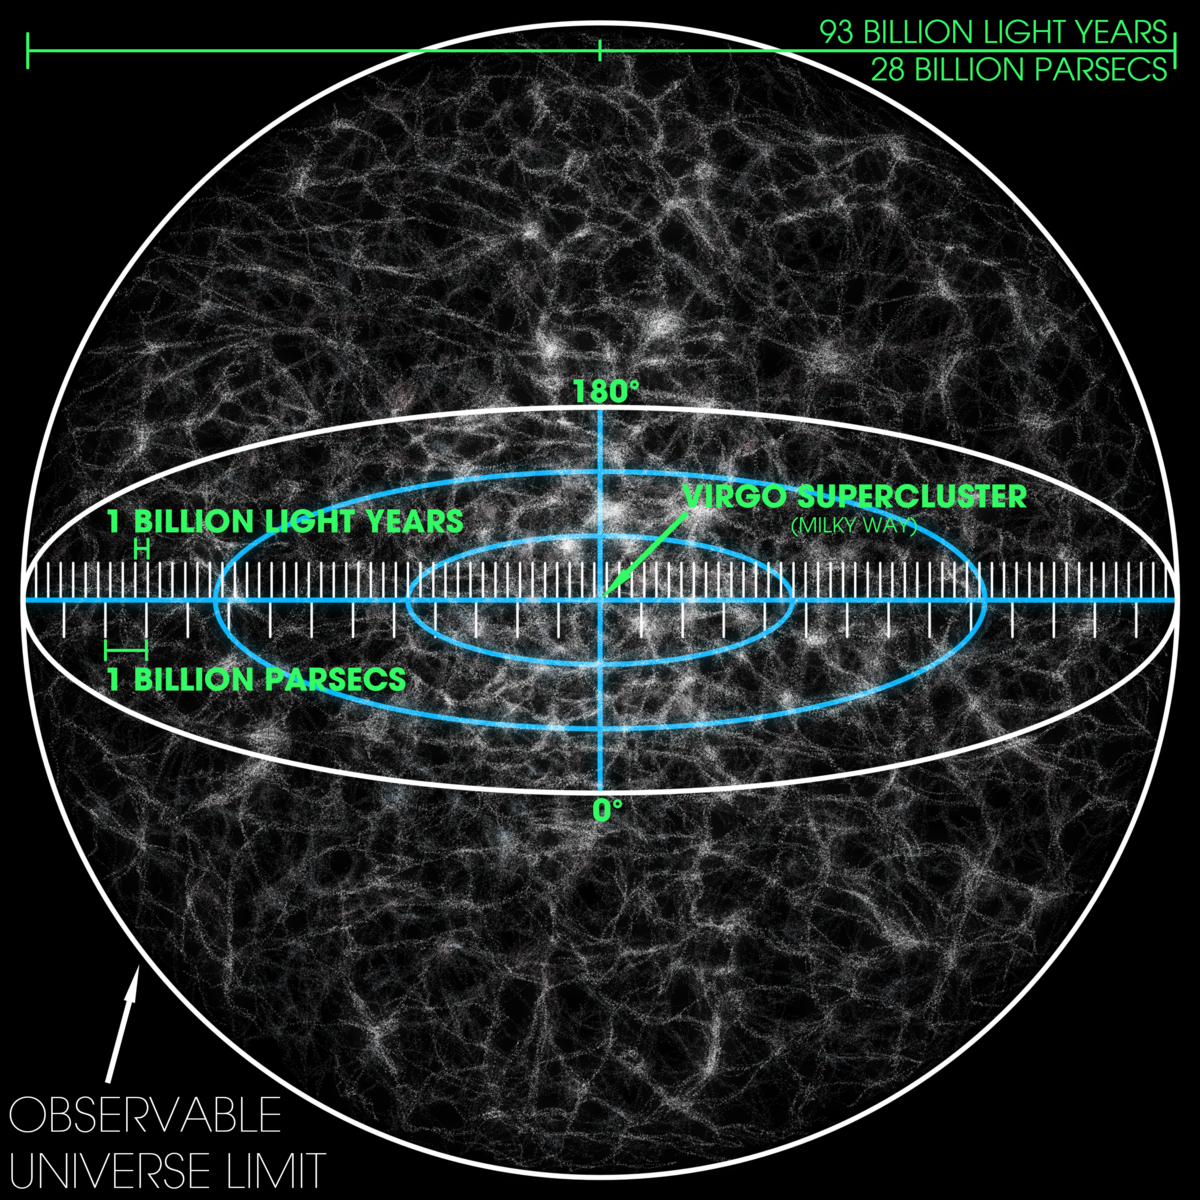 93 BILLION LIGHT YEARS
28 BILLION PARSECS
180°
VIRGO SUPERCLUSTER
(MILKY WAY)
1 BILLION LIGHT YEARS
1 BILLION PARSECS
0°
OBSERVABLE
UNIVERSE LIMIT